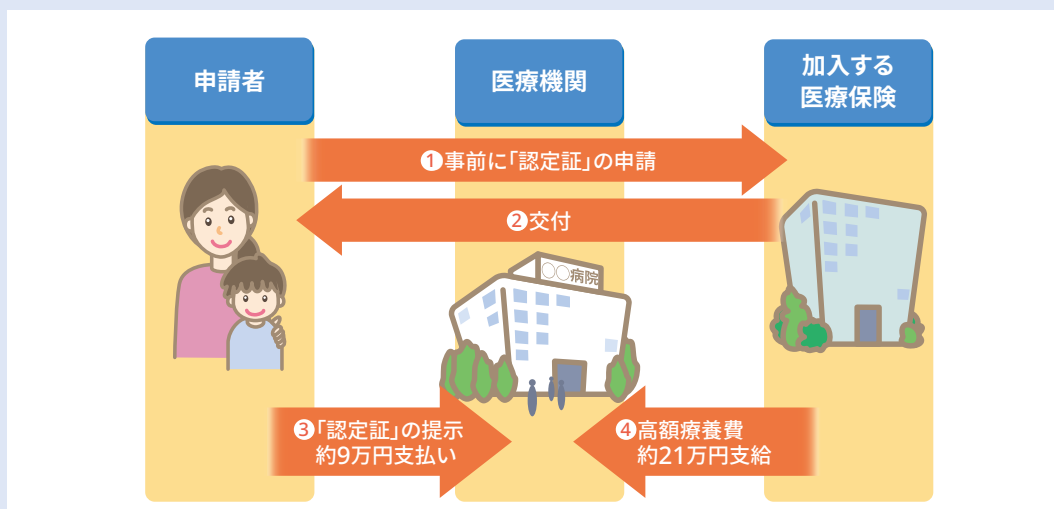 申請者
医療機関
加入する
医療保険
❶事前に「認定証」の申請
❷交付
〇〇病院
❸「認定証」の提示
約9万円支払い
❹高額療養費
約21万円支給